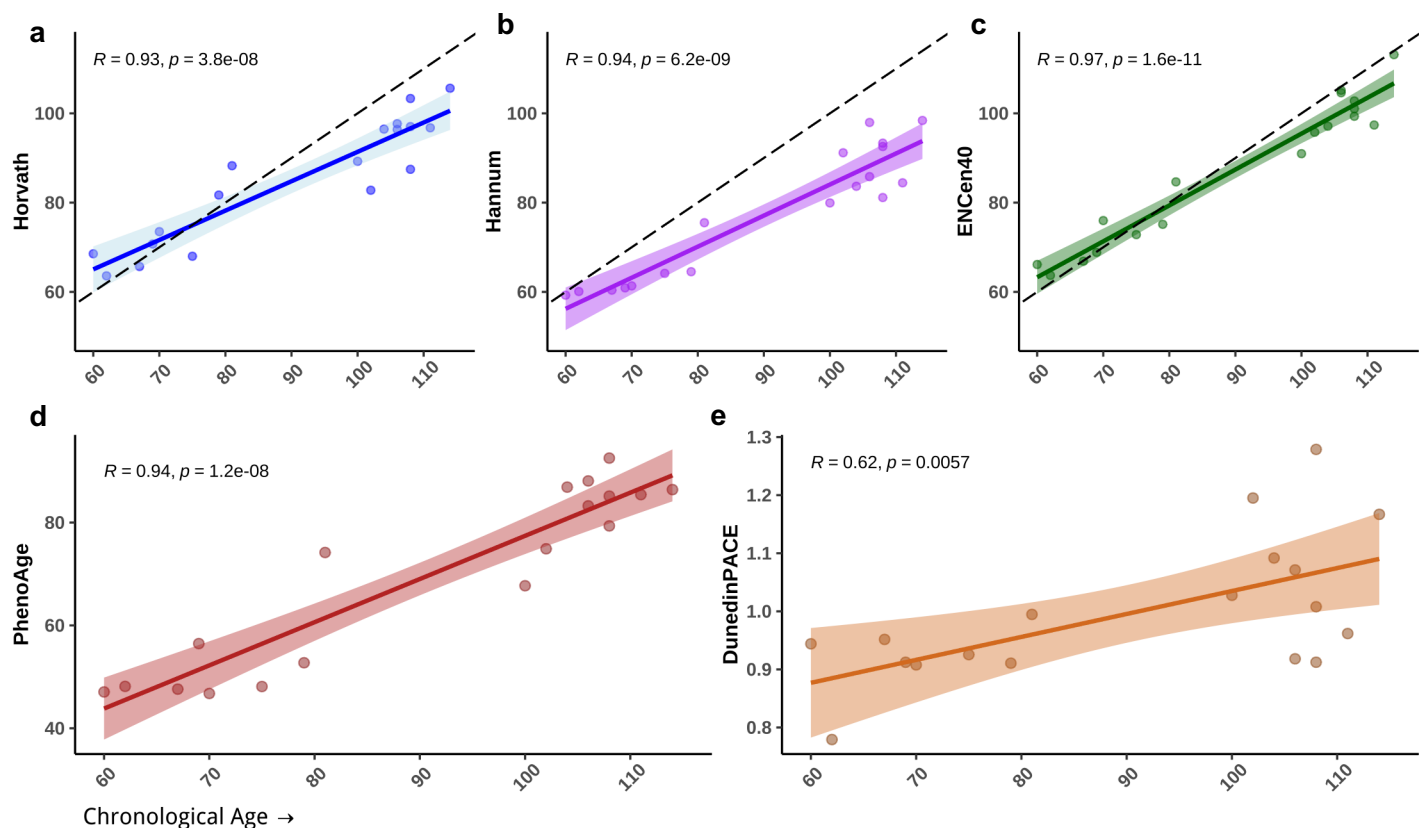 a
R = 0.93, p = 3.8e-08
Horvath
100
80
60
60 70 80 90 100 110
b
R = 0.94, p = 6.2e-09
Hannum
100
80
60
60 70 80 90 100 110
c
R = 0.97, p = 1.6e-11
ENCen40
100
80
60
60 70 80 90 100 110
d
R = 0.94, p = 1.2e-08
PhenoAge
80
60
40
60 70 80 90 100 110
e
R = 0.62, p = 0.0057
DunedinPACE
1.3
1.2
1.1
1.0
0.9
0.8
60 70 80 90 100 110
Chronological Age →